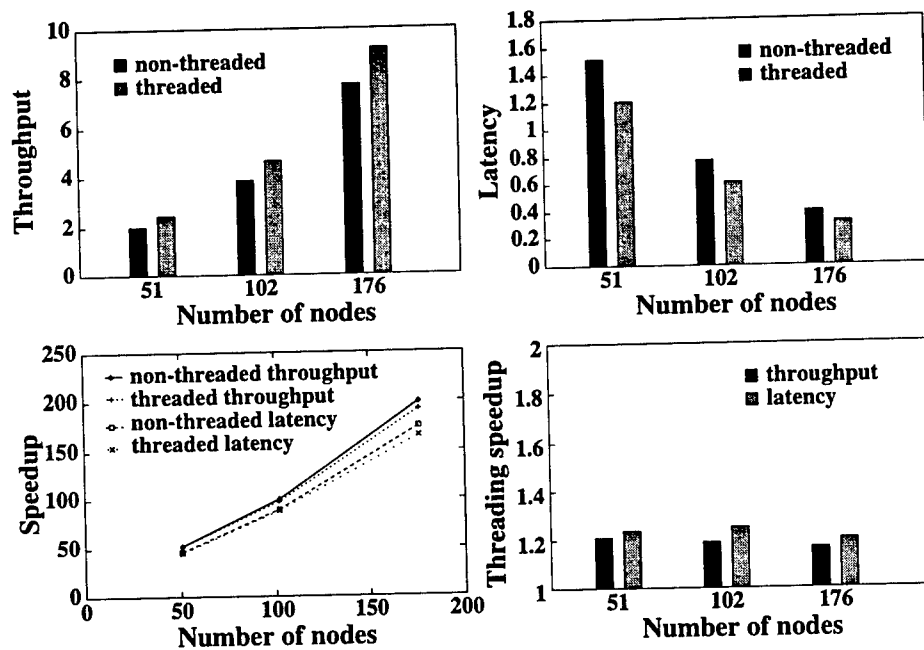 10
8
6
4
2
0
Throughput
non-threaded
threaded
51
102
176
Number of nodes
1.8
1.6
1.4
1.2
1
0.8
0.6
0.4
0.2
0
Latency
non-threaded
threaded
51
102
176
Number of nodes
250
200
150
100
50
0
Speedup
non-threaded throughput
threaded throughput
non-threaded latency
threaded latency
0
50
100
150
200
Number of nodes
2
1.8
1.6
1.4
1.2
1
Threading speedup
throughput
latency
51
102
176
Number of nodes